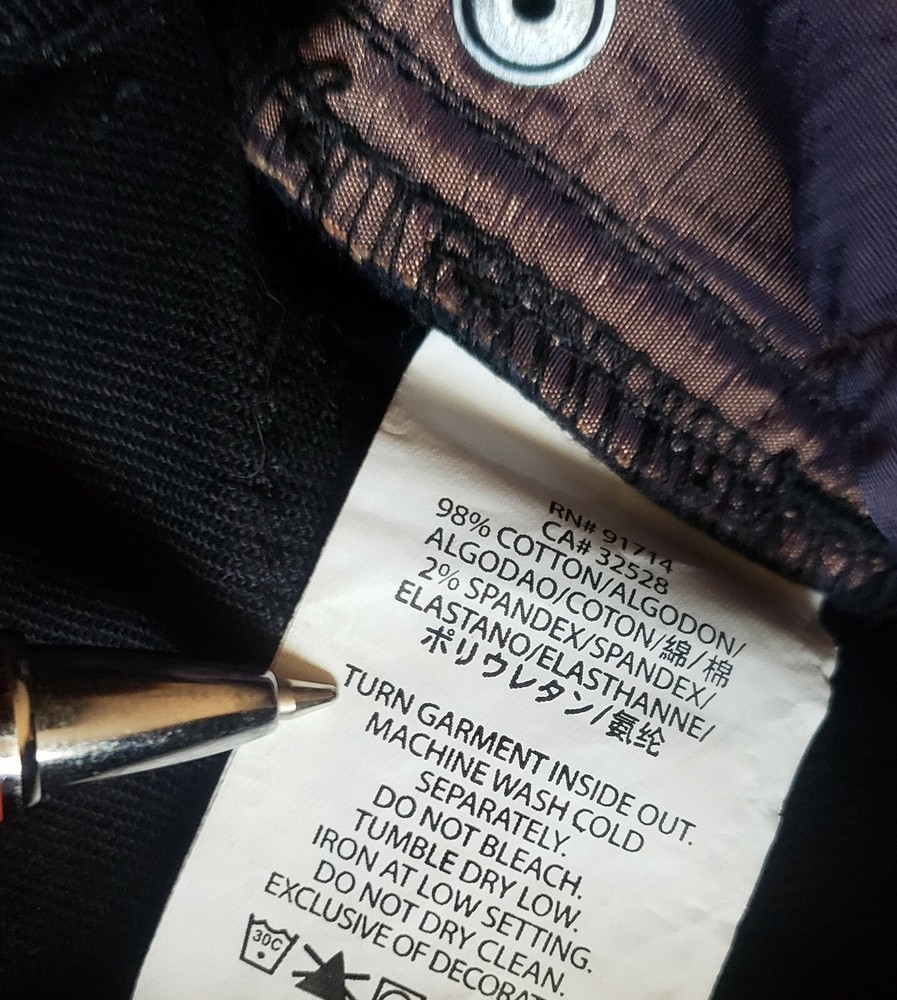 RN# 91714
CA# 32528
98% COTTON/ALGODON/
ALGODAO/COTON/綿/棉
2% SPANDEX/SPANDEX/
ELASTANO/ELASTHANNE/
ポリウレタン/氨纶
TURN GARMENT INSIDE OUT.
MACHINE WASH COLD
SEPARATELY.
DO NOT BLEACH.
TUMBLE DRY LOW.
IRON AT LOW SETTING.
DO NOT DRY CLEAN.
EXCLUSIVE OF
30C